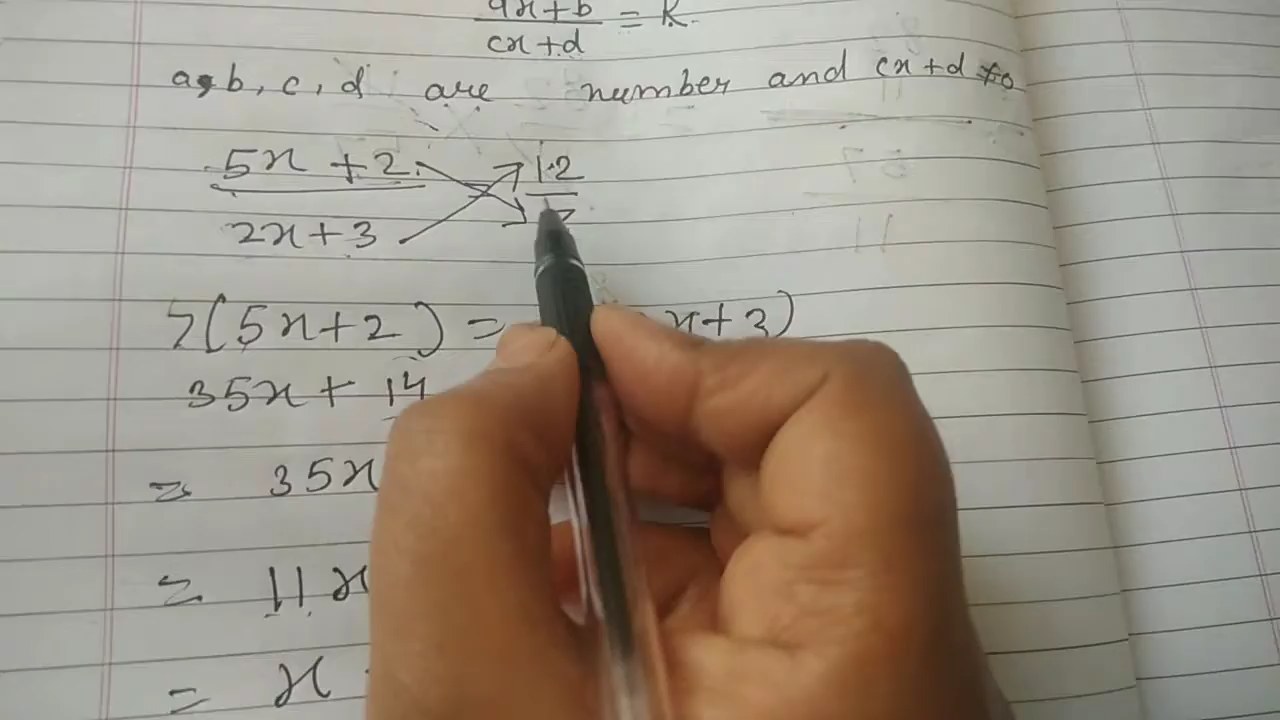 ax+b/cx+d = K.
a,b, c, d are number and cx+d ≠0
5x +2 12
2x+3 7
7(5x+2) = x+3)
35x + 14
= 35x
= 11x
= x